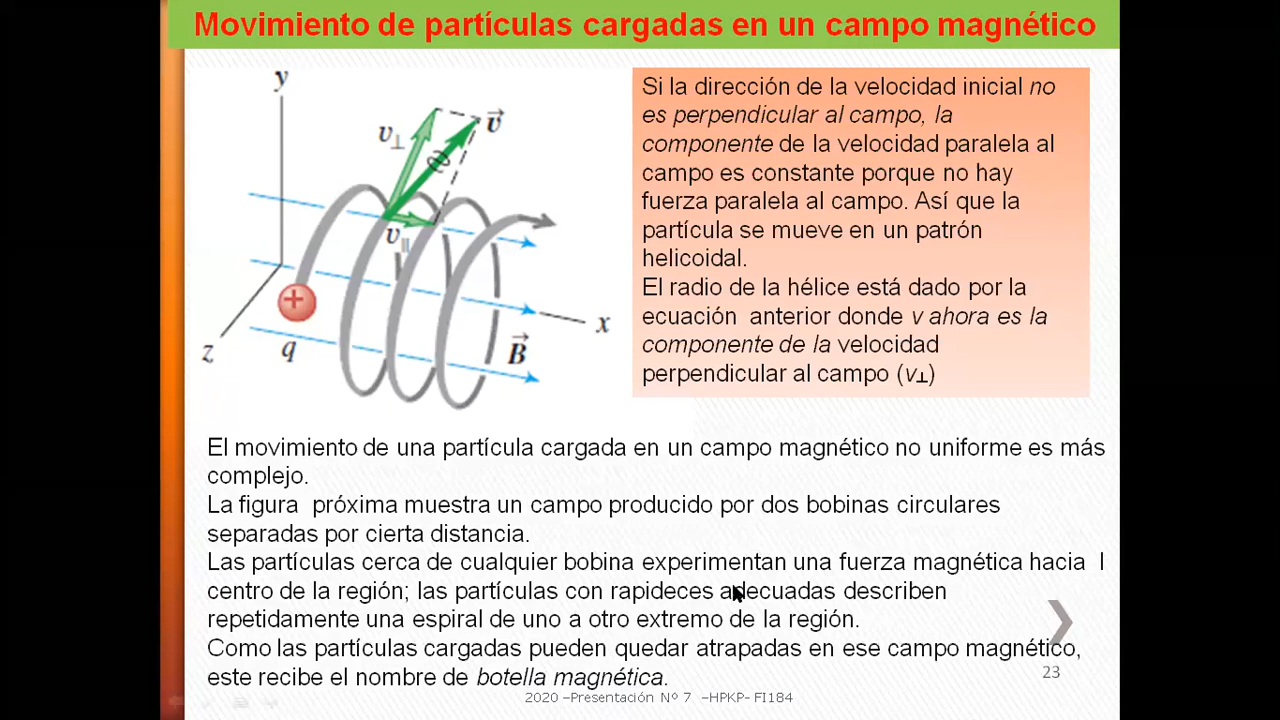 Movimiento de partículas cargadas en un campo magnético
y
v⊥
v⃗
v||
q
z
x
B⃗
Si la dirección de la velocidad inicial no
es perpendicular al campo, la
componente de la velocidad paralela al
campo es constante porque no hay
fuerza paralela al campo. Así que la
partícula se mueve en un patrón
helicoidal.
El radio de la hélice está dado por la
ecuación anterior donde v ahora es la
componente de la velocidad
perpendicular al campo (v⊥)
El movimiento de una partícula cargada en un campo magnético no uniforme es más
complejo.
La figura próxima muestra un campo producido por dos bobinas circulares
separadas por cierta distancia.
Las partículas cerca de cualquier bobina experimentan una fuerza magnética hacia l
centro de la región; las partículas con rapideces adecuadas describen
repetidamente una espiral de uno a otro extremo de la región.
Como las partículas cargadas pueden quedar atrapadas en ese campo magnético,
este recibe el nombre de botella magnética.
23
2020 –Presentación Nº 7 –HPKP- FI184